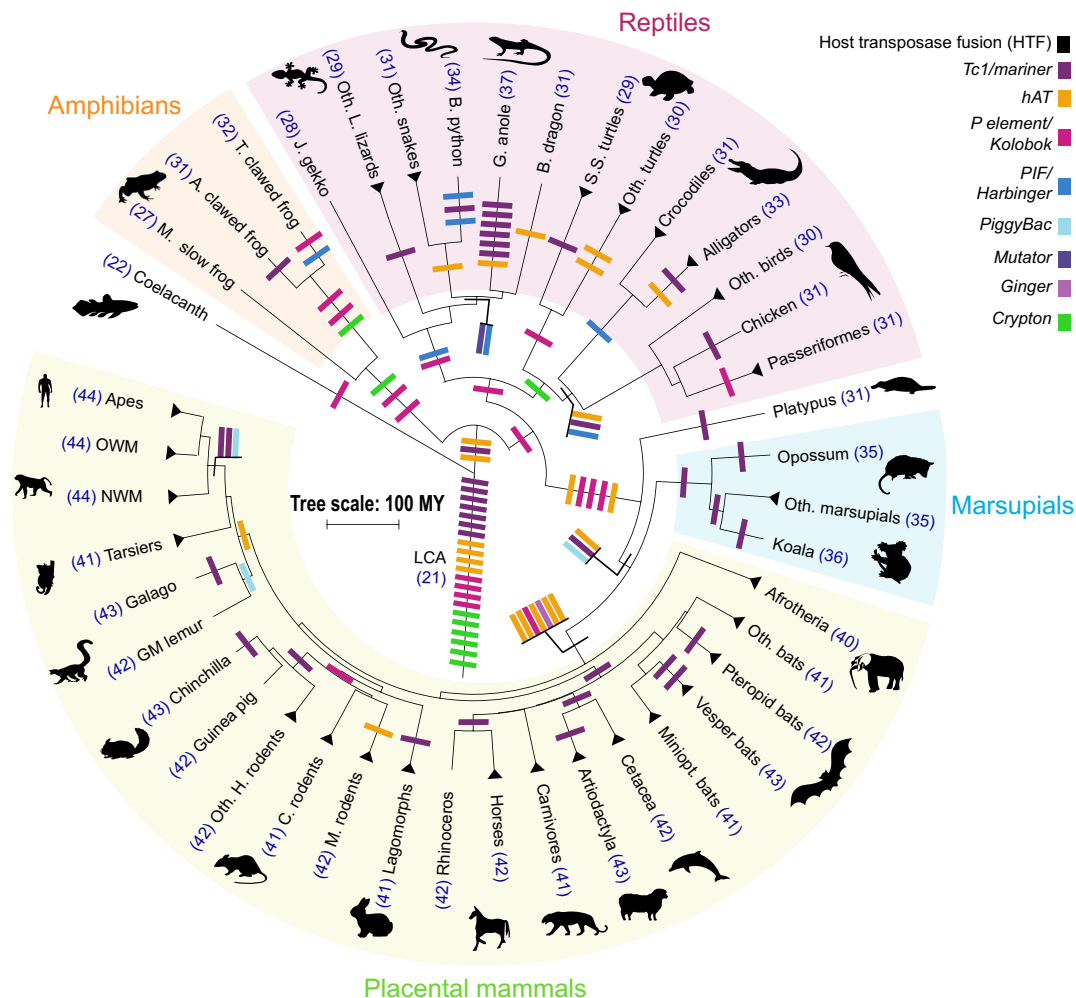 Reptiles
Host transposase fusion (HTF)
Tc1/mariner
hAT
P element/
Kolobok
PIF/
Harbinger
PiggyBac
Mutator
Ginger
Crypton
Amphibians
(22) Coelacanth
(27) M. slow frog
(31) A. clawed frog
(32) T. clawed frog
(28) J. gekko
(29) Oth. L. lizards
(31) Oth. snakes
(34) B. python
G. anole (37)
B. dragon (31)
S.S. turtles (29)
Oth. turtles (30)
Crocodiles (31)
Alligators (33)
Oth. birds (30)
Chicken (31)
Passeriformes (31)
Platypus (31)
Opossum (35)
Oth. marsupials (35)
Koala (36)
Marsupials
Tree scale: 100 MY
LCA
(21)
Afrotheria (40)
Oth. bats (41)
Pteropid bats (42)
Vesper bats (43)
Miniopt. bats (41)
Cetacea (42)
Artiodactyla (43)
Carnivores (41)
Horses (42)
(42) Rhinoceros
(41) Lagomorphs
(42) M. rodents
(41) C. rodents
(42) Oth. H. rodents
(42) Guinea pig
(43) Chinchilla
(42) GM lemur
(43) Galago
(41) Tarsiers
(44) NWM
(44) OWM
(44) Apes
Placental mammals